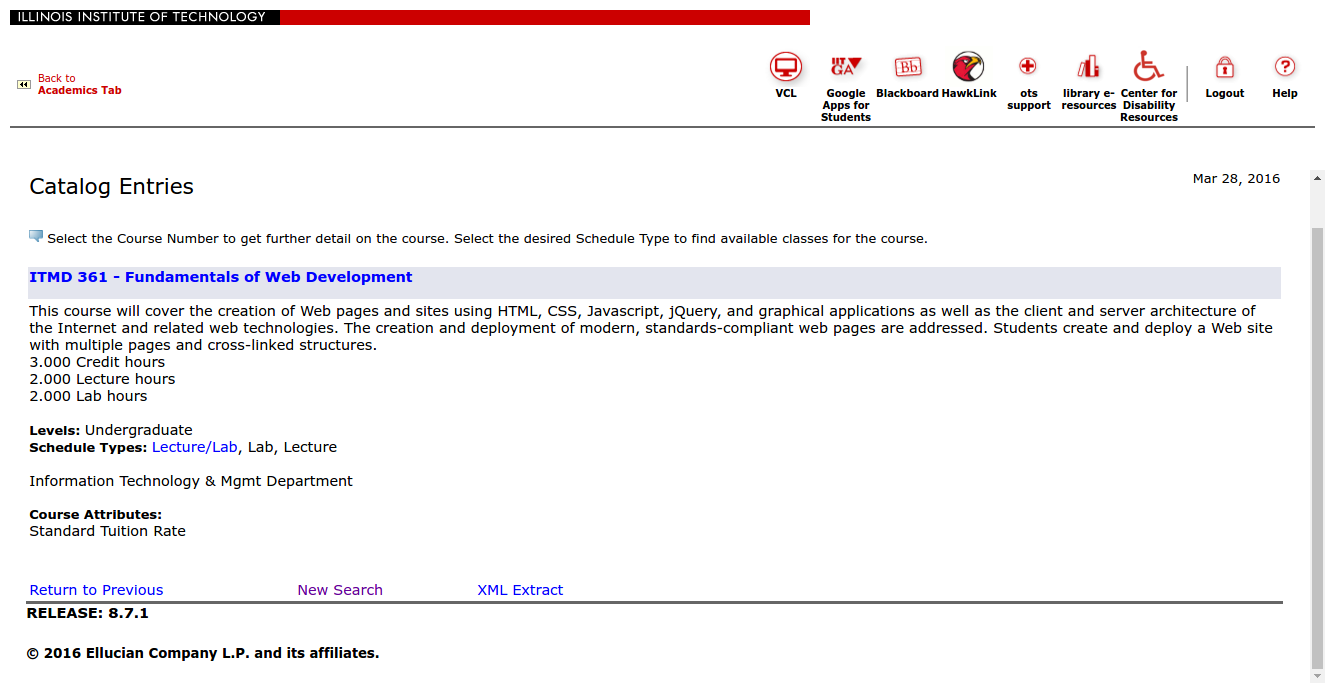 ILLINOIS INSTITUTE OF TECHNOLOGY
Back to
Academics Tab
VCL
Google
Apps for
Students
Bb
Blackboard
HawkLink
ots
support
library e-
resources
Center for
Disability
Resources
Logout
?
Help
Catalog Entries
Mar 28, 2016
Select the Course Number to get further detail on the course. Select the desired Schedule Type to find available classes for the course.
ITMD 361 - Fundamentals of Web Development
This course will cover the creation of Web pages and sites using HTML, CSS, Javascript, jQuery, and graphical applications as well as the client and server architecture of
the Internet and related web technologies. The creation and deployment of modern, standards-compliant web pages are addressed. Students create and deploy a Web site
with multiple pages and cross-linked structures.
3.000 Credit hours
2.000 Lecture hours
2.000 Lab hours
Levels: Undergraduate
Schedule Types: Lecture/Lab, Lab, Lecture
Information Technology & Mgmt Department
Course Attributes:
Standard Tuition Rate
Return to Previous New Search XML Extract
RELEASE: 8.7.1
© 2016 Ellucian Company L.P. and its affiliates.